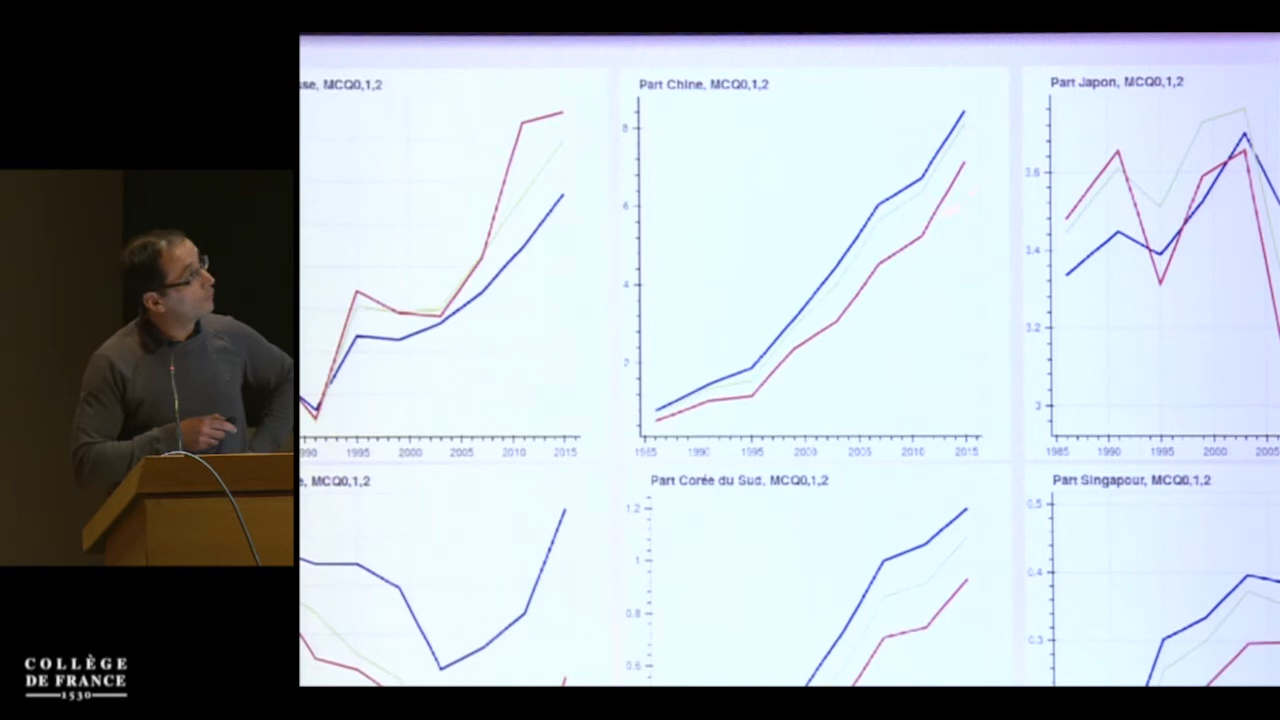 sse, MCQ0,1,2
Part Chine, MCQ0,1,2
Part Japon, MCQ0,1,2
8
6
4
2
3.6
3.4
3.2
3
990 1995 2000 2005 2010 2015
1985 1990 1995 2000 2005 2010 2015
1985 1990 1995 2000 2005
e, MCQ0,1,2
Part Corée du Sud, MCQ0,1,2
Part Singapour, MCQ0,1,2
1.2
1
0.8
0.6
0.5
0.4
0.3
COLLÈGE
DE FRANCE
1530